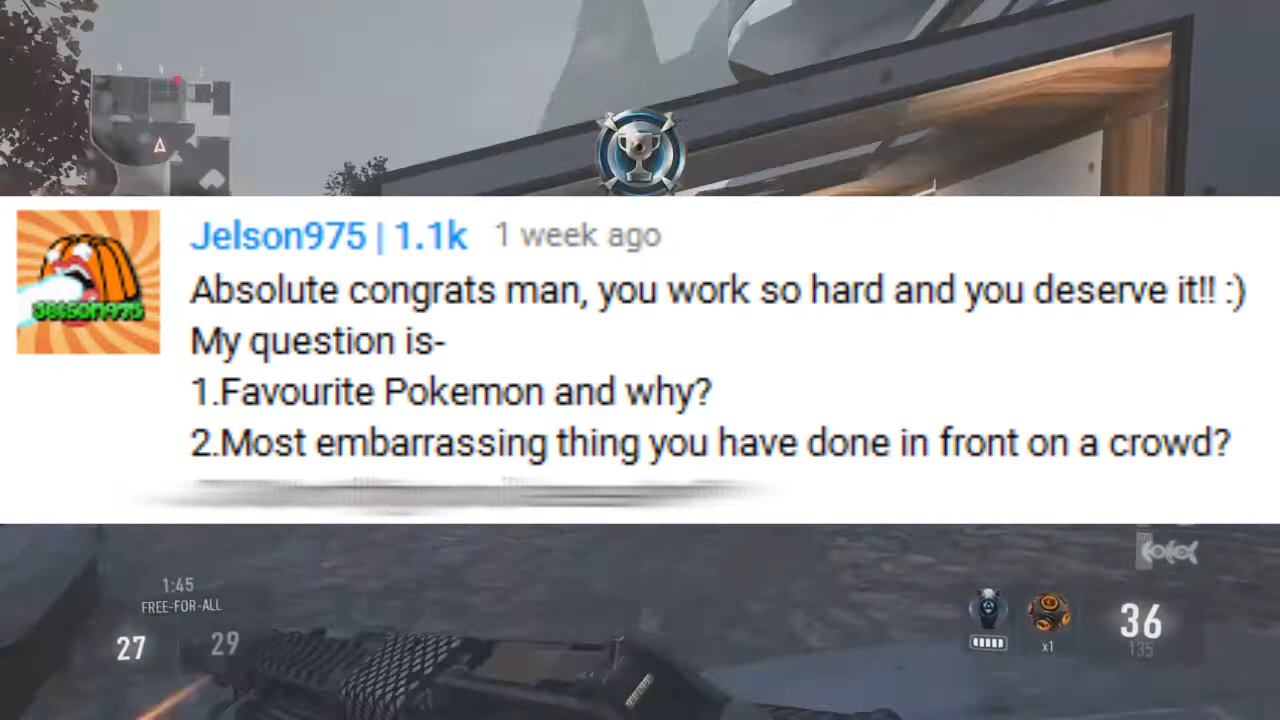 Jelson975 | 1.1k 1 week ago
JELSON975
Absolute congrats man, you work so hard and you deserve it!! :)
My question is-
1.Favourite Pokemon and why?
2.Most embarrassing thing you have done in front on a crowd?
1:45
FREE-FOR-ALL
27 29
x1
36
135